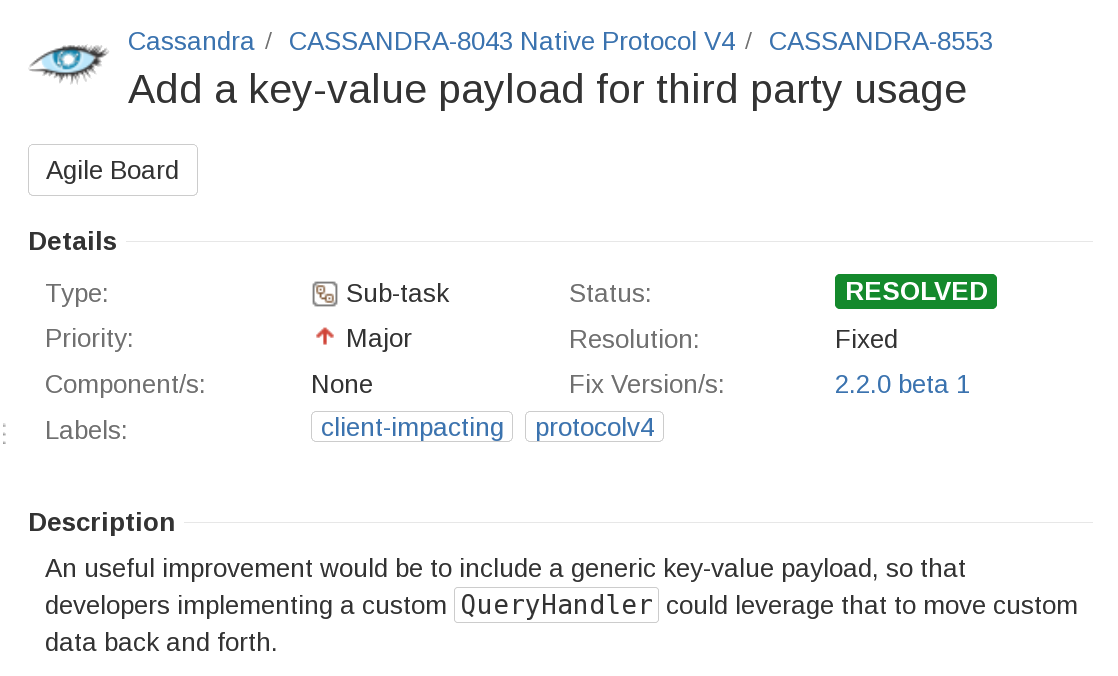 Cassandra / CASSANDRA-8043 Native Protocol V4 / CASSANDRA-8553
Add a key-value payload for third party usage
Agile Board
Details
Type: Sub-task Status: RESOLVED
Priority: Major Resolution: Fixed
Component/s: None Fix Version/s: 2.2.0 beta 1
Labels: client-impacting protocolv4
Description
An useful improvement would be to include a generic key-value payload, so that
developers implementing a custom QueryHandler could leverage that to move custom
data back and forth.